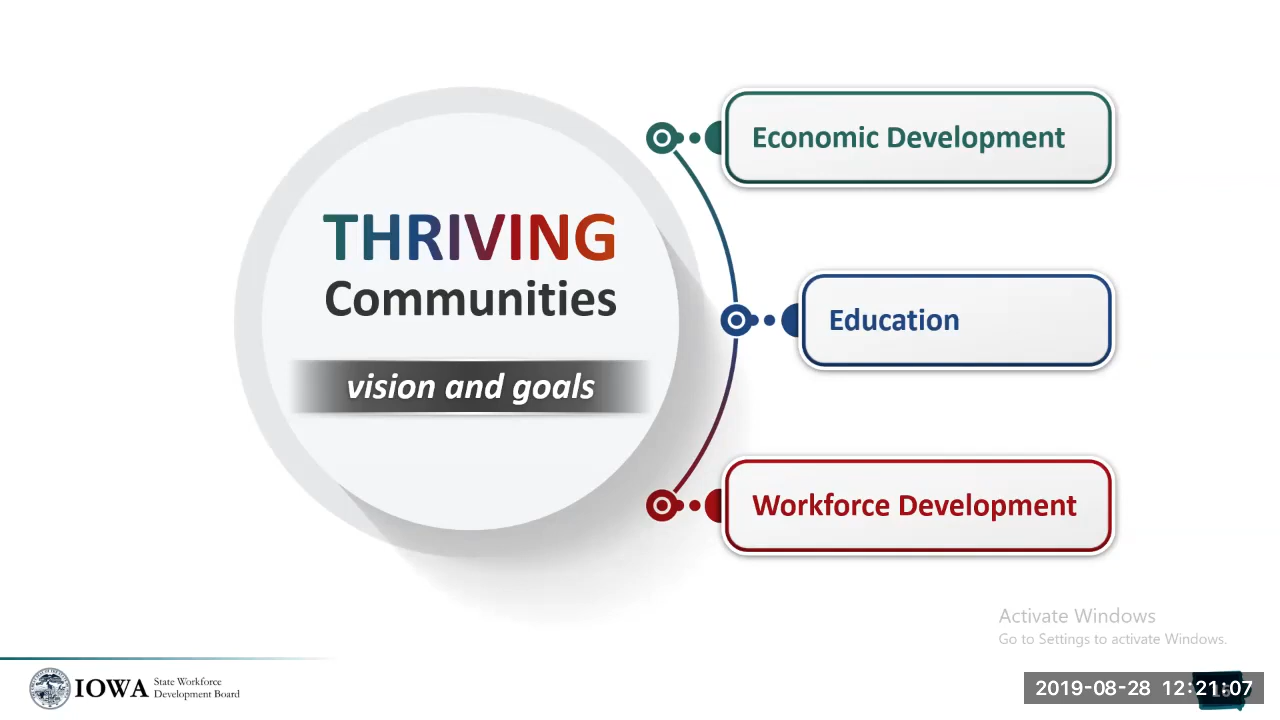 THRIVING
Communities
vision and goals
Economic Development
Education
Workforce Development
Activate Windows
Go to Settings to activate Windows.
IOWA
State Workforce
Development Board
2019-08-28 12:21:07